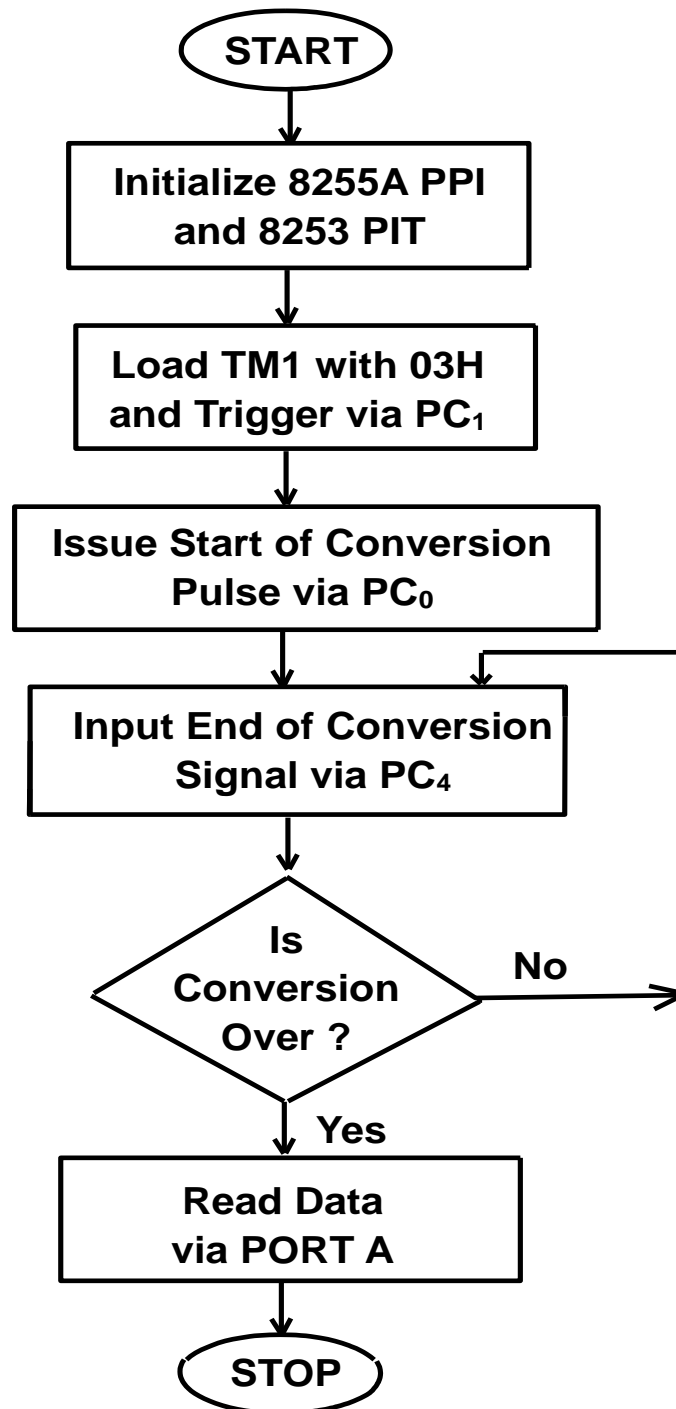 START
Initialize 8255A PPI
and 8253 PIT
Load TM1 with 03H
and Trigger via PC₁
Issue Start of Conversion
Pulse via PC₀
Input End of Conversion
Signal via PC₄
Is
Conversion
Over ?
No
Yes
Read Data
via PORT A
STOP